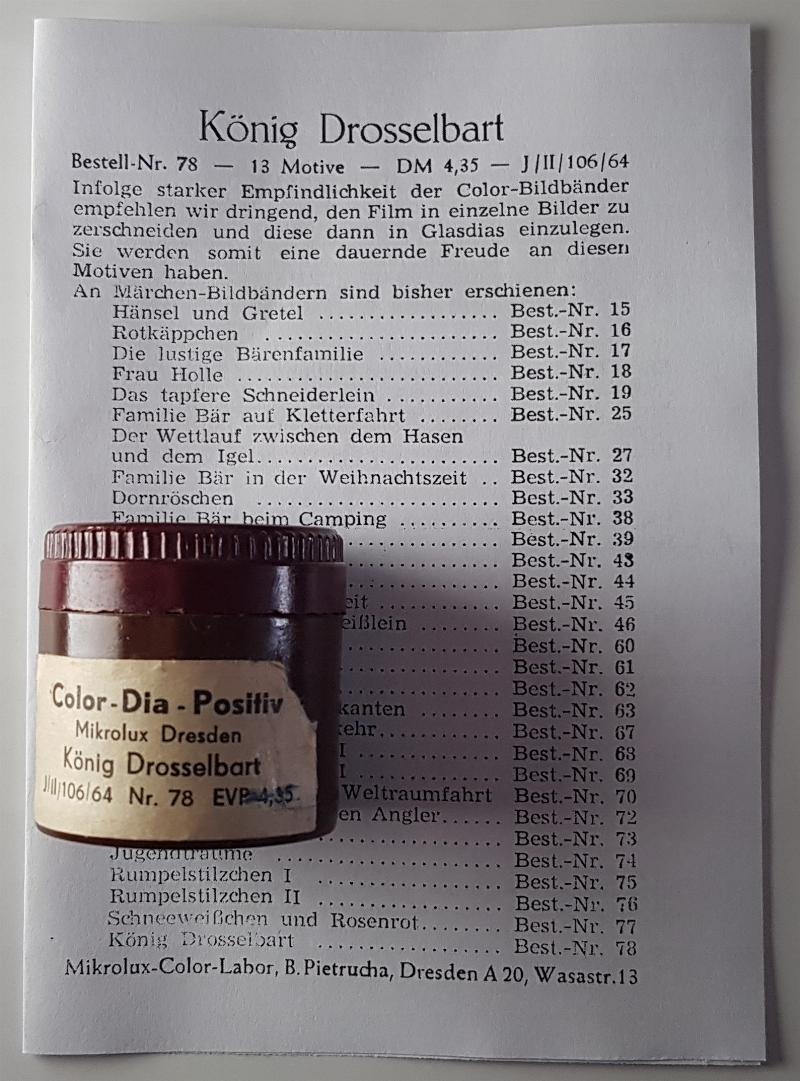 König Drosselbart
Bestell-Nr. 78 — 13 Motive — DM 4,35 — J/II/106/64
Infolge starker Empfindlichkeit der Color-Bildbänder
empfehlen wir dringend, den Film in einzelne Bilder zu
zerschneiden und diese dann in Glasdias einzulegen.
Sie werden somit eine dauernde Freude an diesen
Motiven haben.
An Märchen-Bildbändern sind bisher erschienen:
Hänsel und Gretel ................. Best.-Nr. 15
Rotkäppchen ...................... Best.-Nr. 16
Die lustige Bärenfamilie ........... Best.-Nr. 17
Frau Holle ........................ Best.-Nr. 18
Das tapfere Schneiderlein .......... Best.-Nr. 19
Familie Bär auf Kletterfahrt ........ Best.-Nr. 25
Der Wettlauf zwischen dem Hasen
und dem Igel....................... Best.-Nr. 27
Familie Bär in der Weihnachtszeit .. Best.-Nr. 32
Dornröschen ....................... Best.-Nr. 33
Familie Bär beim Camping .......... Best.-Nr. 38
............... Best.-Nr. 39
............... Best.-Nr. 43
............... Best.-Nr. 44
eit ............ Best.-Nr. 45
eißlein ........ Best.-Nr. 46
............... Best.-Nr. 60
............... Best.-Nr. 61
............... Best.-Nr. 62
kanten ........ Best.-Nr. 63
kehr........... Best.-Nr. 67
I .............. Best.-Nr. 68
I .............. Best.-Nr. 69
Weltraumfahrt Best.-Nr. 70
en Angler...... Best.-Nr. 72
............... Best.-Nr. 73
Jugendträume ..................... Best.-Nr. 74
Rumpelstilzchen I ................. Best.-Nr. 75
Rumpelstilzchen II ................ Best.-Nr. 76
Schneeweißchen und Rosenrot....... Best.-Nr. 77
König Drosselbart ................. Best.-Nr. 78
Mikrolux-Color-Labor, B. Pietrucha, Dresden A 20, Wasastr. 13
Color-Dia-Positiv
Mikrolux Dresden
König Drosselbart
J/II/106/64 Nr. 78 EVP 4,35